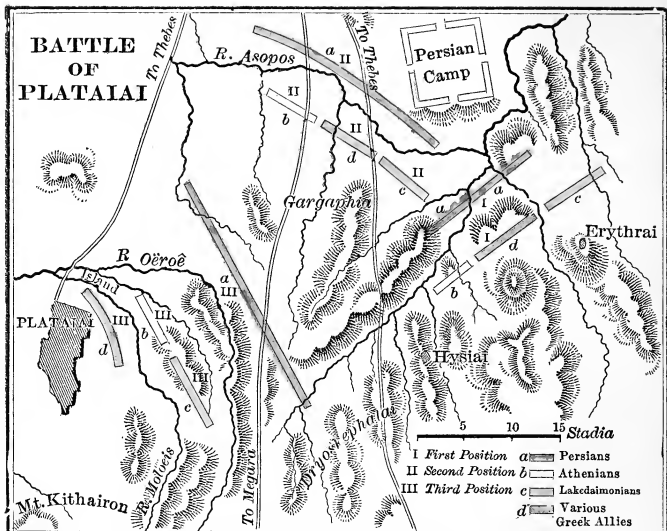 BATTLE
OF
PLATAIAI
To Thebes
To Thebes
R. Asopos
a
II
Persian
Camp
II
b
II
d
II
c
Gargaphia
a
a
I
c
I
d
b
Erythrai
R Oëroê
Island
a
III
PLATAIAI
III
d
III
b
III
c
Hysiai
Dryoskephalai
R. Moloeis
To Megara
Mt. Kithairon
5 10 15
Stadia
I First Position a Persians
II Second Position b Athenians
III Third Position c Lakedaimonians
d Various
Greek Allies